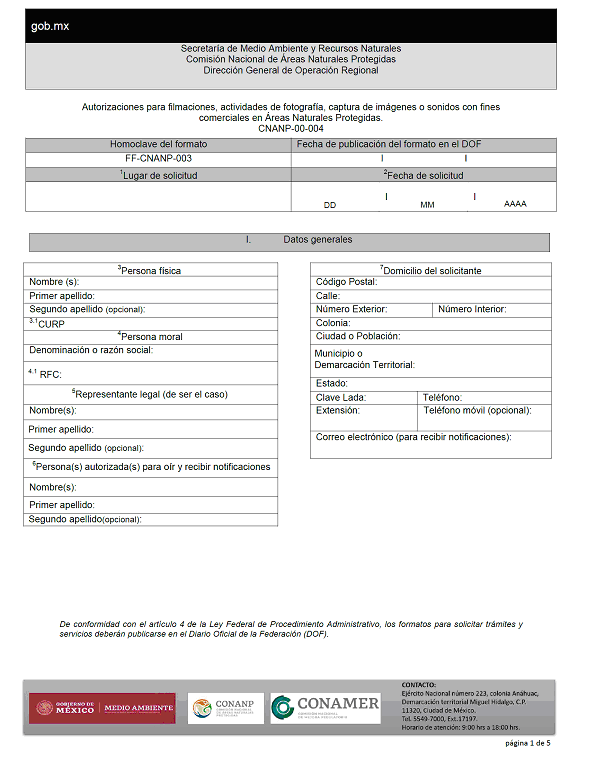 gob.mx
Secretaría de Medio Ambiente y Recursos Naturales
Comisión Nacional de Áreas Naturales Protegidas
Dirección General de Operación Regional
Autorizaciones para filmaciones, actividades de fotografía, captura de imágenes o sonidos con fines
comerciales en Áreas Naturales Protegidas.
CNANP-00-004
Homoclave del formato
Fecha de publicación del formato en el DOF
FF-CNANP-003
| |
1Lugar de solicitud
2Fecha de solicitud
| |
DD MM AAAA
I. Datos generales
3Persona física
Nombre (s):
Primer apellido:
Segundo apellido (opcional):
3.1CURP
4Persona moral
Denominación o razón social:
4.1 RFC:
5Representante legal (de ser el caso)
Nombre(s):
Primer apellido:
Segundo apellido (opcional):
6Persona(s) autorizada(s) para oír y recibir notificaciones
Nombre(s):
Primer apellido:
Segundo apellido(opcional):
7Domicilio del solicitante
Código Postal:
Calle:
Número Exterior: Número Interior:
Colonia:
Ciudad o Población:
Municipio o
Demarcación Territorial:
Estado:
Clave Lada: Teléfono:
Extensión: Teléfono móvil (opcional):
Correo electrónico (para recibir notificaciones):
De conformidad con el artículo 4 de la Ley Federal de Procedimiento Administrativo, los formatos para solicitar trámites y
servicios deberán publicarse en el Diario Oficial de la Federación (DOF).
GOBIERNO DE
MÉXICO
MEDIO AMBIENTE
CONANP
CONAMER
CONTACTO:
Ejército Nacional número 223, colonia Anáhuac,
Demarcación territorial Miguel Hidalgo, C.P.
11320, Ciudad de México.
Tel. 5549-7000, Ext.17197.
Horario de atención: 9:00 hrs a 18:00 hrs.
página 1 de 5